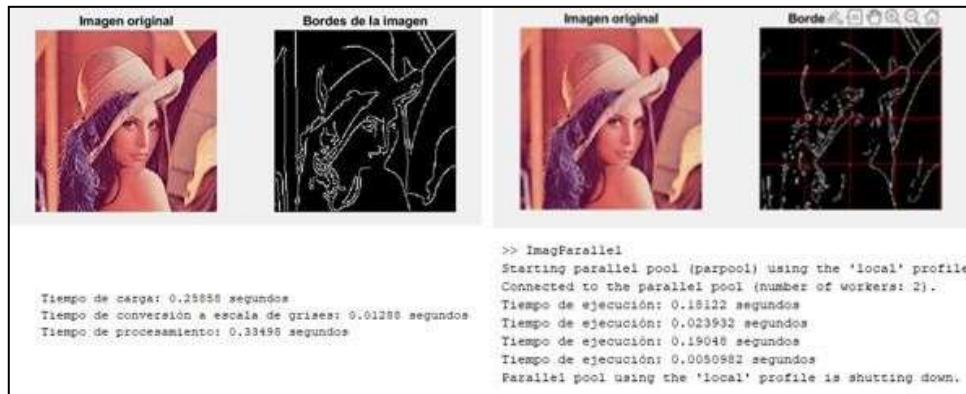 Imagen original
Bordes de la imagen
Tiempo de carga: 0.25858 segundos
Tiempo de conversión a escala de grises: 0.01288 segundos
Tiempo de procesamiento: 0.33498 segundos
Imagen original
Borde
>> ImagParallel
Starting parallel pool (parpool) using the 'local' profile
Connected to the parallel pool (number of workers: 2).
Tiempo de ejecución: 0.18122 segundos
Tiempo de ejecución: 0.023932 segundos
Tiempo de ejecución: 0.19048 segundos
Tiempo de ejecución: 0.0050982 segundos
Parallel pool using the 'local' profile is shutting down.